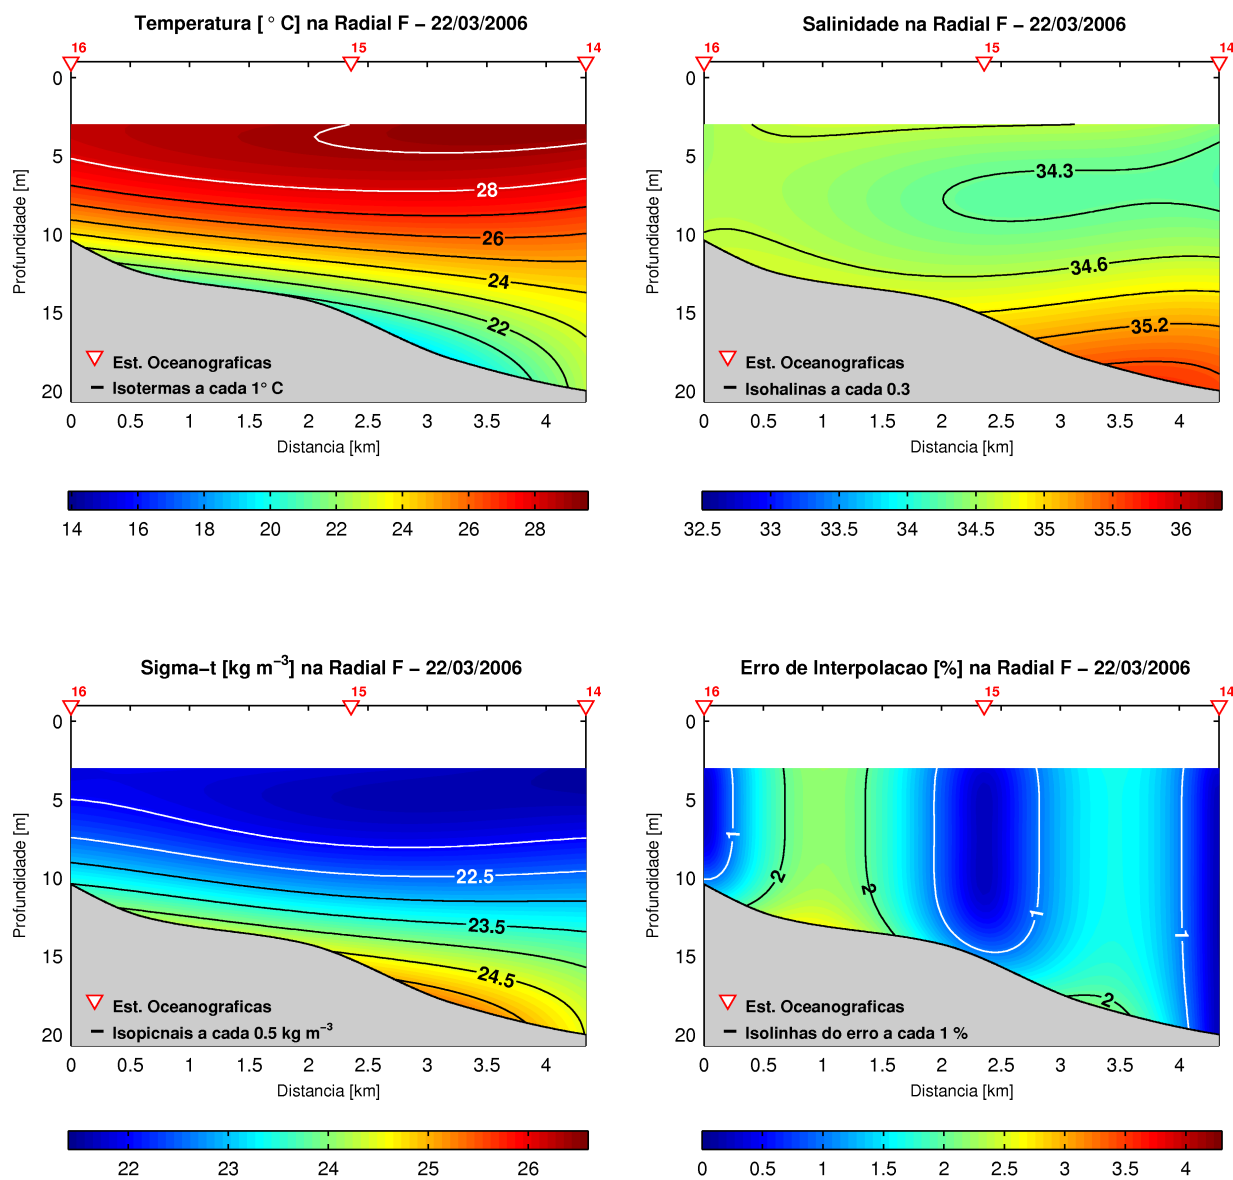 Temperatura [ ° C] na Radial F − 22/03/2006
16 15 14
0
5
10
15
20
Profundidade [m]
28
26
24
22
Est. Oceanograficas
Isotermas a cada 1° C
0 0.5 1 1.5 2 2.5 3 3.5 4
Distancia [km]
14 16 18 20 22 24 26 28
Salinidade na Radial F − 22/03/2006
16 15 14
0
5
10
15
20
Profundidade [m]
34.3
34.6
35.2
Est. Oceanograficas
Isohalinas a cada 0.3
0 0.5 1 1.5 2 2.5 3 3.5 4
Distancia [km]
32.5 33 33.5 34 34.5 35 35.5 36
Sigma−t [kg m−3] na Radial F − 22/03/2006
16 15 14
0
5
10
15
20
Profundidade [m]
22.5
23.5
24.5
Est. Oceanograficas
Isopicnais a cada 0.5 kg m−3
0 0.5 1 1.5 2 2.5 3 3.5 4
Distancia [km]
22 23 24 25 26
Erro de Interpolacao [%] na Radial F − 22/03/2006
16 15 14
0
5
10
15
20
Profundidade [m]
1
2
2
1
1
2
Est. Oceanograficas
Isolinhas do erro a cada 1 %
0 0.5 1 1.5 2 2.5 3 3.5 4
Distancia [km]
0 0.5 1 1.5 2 2.5 3 3.5 4